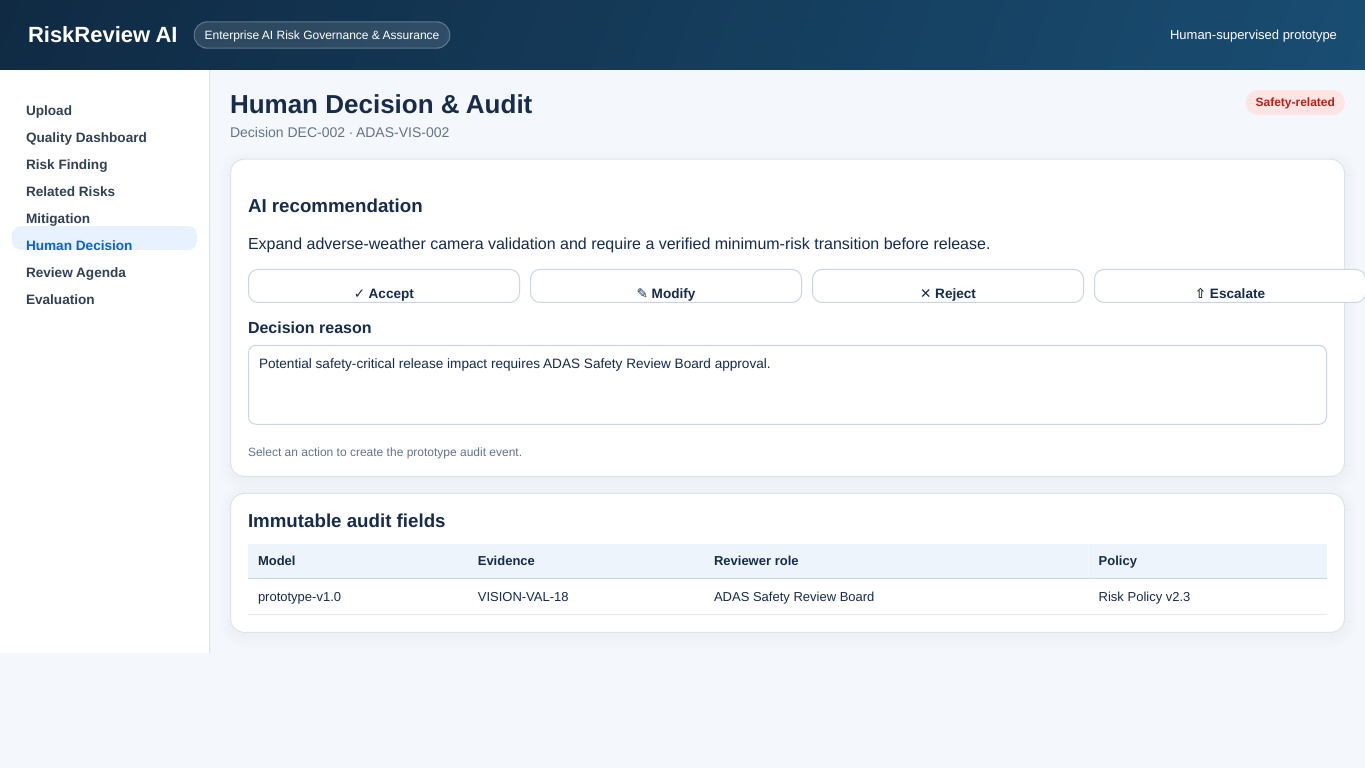 RiskReview AI
Enterprise AI Risk Governance & Assurance
Human-supervised prototype
Upload
Quality Dashboard
Risk Finding
Related Risks
Mitigation
Human Decision
Review Agenda
Evaluation
Human Decision & Audit
Safety-related
Decision DEC-002 · ADAS-VIS-002
AI recommendation
Expand adverse-weather camera validation and require a verified minimum-risk transition before release.
✓ Accept
✎ Modify
✕ Reject
⇧ Escalate
Decision reason
Potential safety-critical release impact requires ADAS Safety Review Board approval.
Select an action to create the prototype audit event.
Immutable audit fields
Model Evidence Reviewer role Policy
prototype-v1.0 VISION-VAL-18 ADAS Safety Review Board Risk Policy v2.3